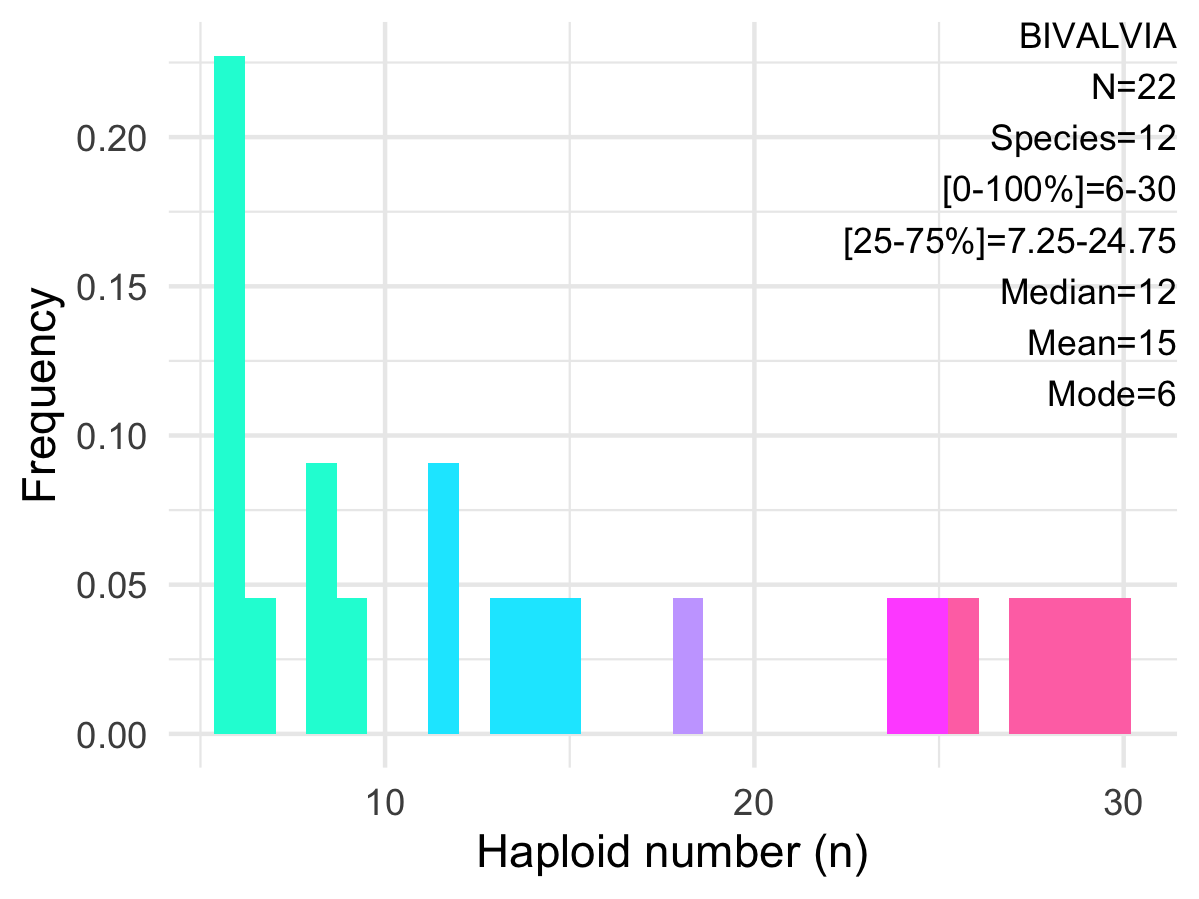 BIVALVIA
N=22
Species=12
[0-100%]=6-30
[25-75%]=7.25-24.75
Median=12
Mean=15
Mode=6
Frequency
0.20
0.15
0.10
0.05
0.00
10 20 30
Haploid number (n)